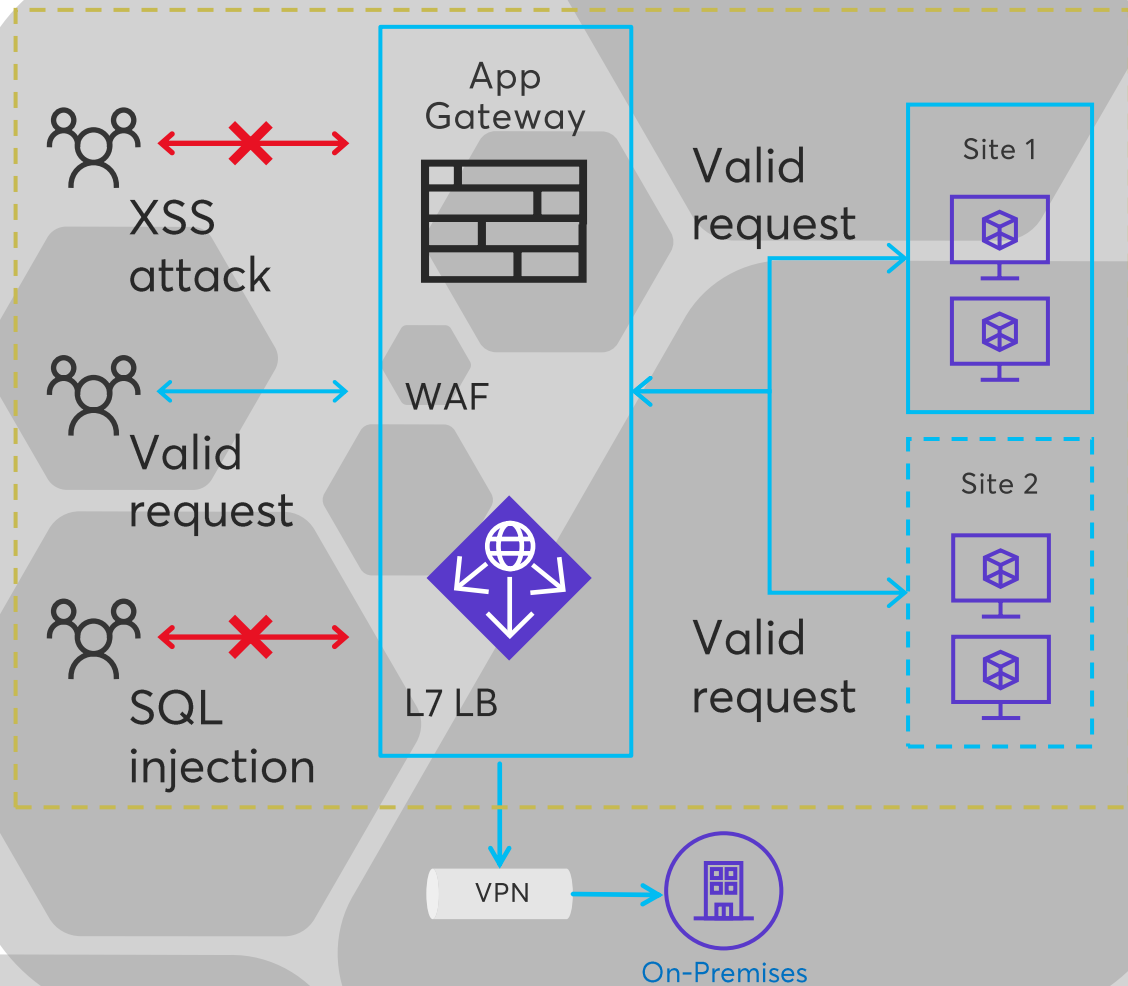 App
Gateway
XSS
attack
Valid
request
SQL
injection
WAF
L7 LB
Valid
request
Site 1
Site 2
Valid
request
VPN
On-Premises